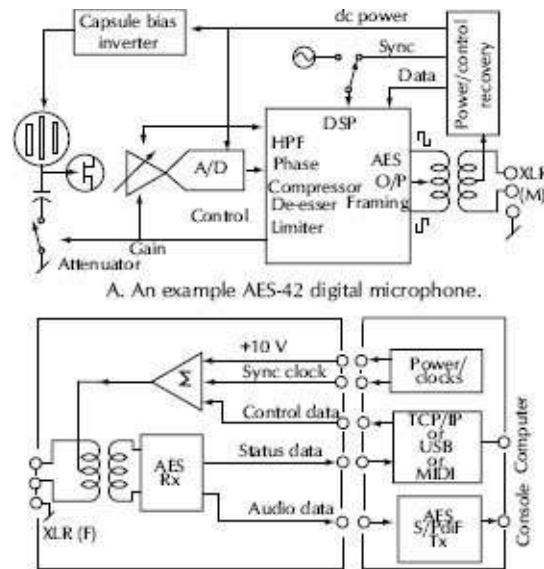 Capsule bias
inverter
dc power
Sync
Data
Power/control
recovery
DSP
HPF
Phase
Compressor
De-esser
Limiter
AES
O/P
Framing
A/D
XLR
(M)
Control
Gain
Attenuator
A. An example AES-42 digital microphone.
+10 V
Sync clock
Control data
Status data
Audio data
Σ
AES
Rx
XLR (F)
Power/
clocks
TCP/IP
or
USB
or
MIDI
AES
S/PdiF
Tx
Console Computer